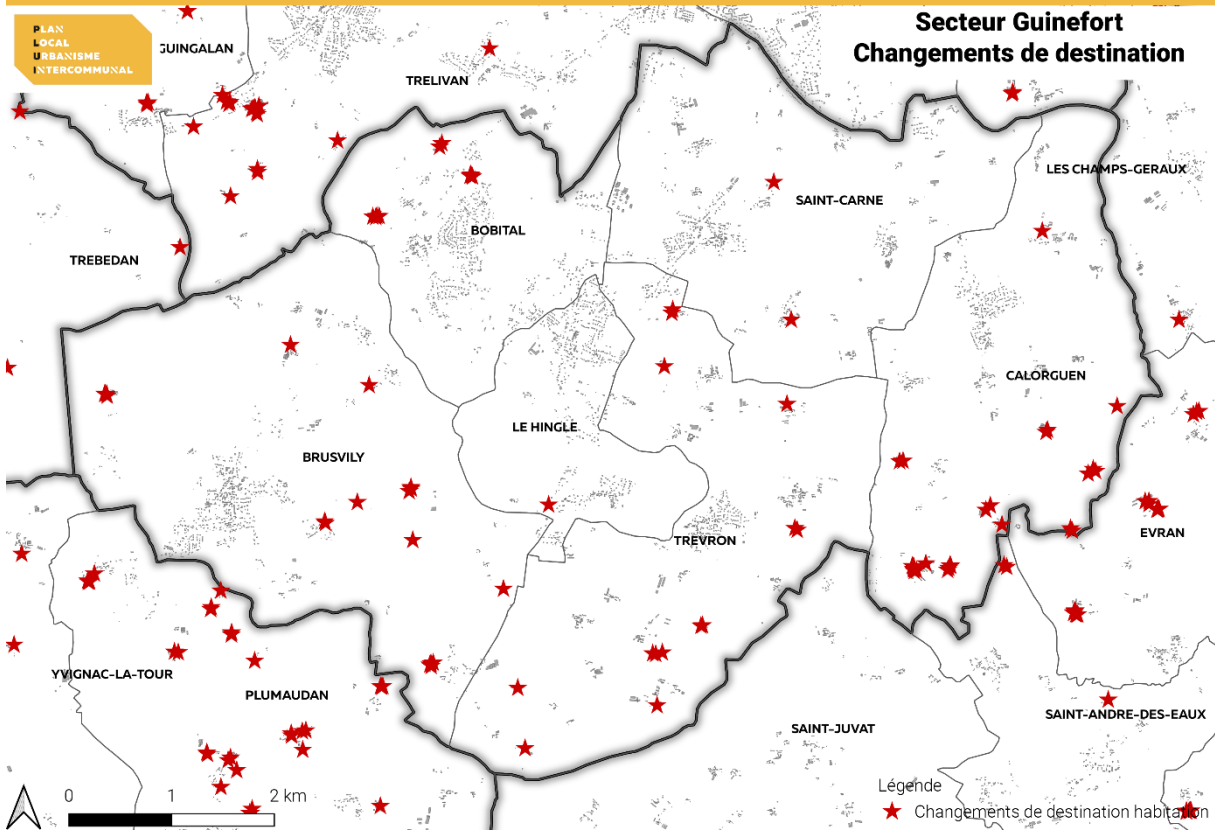 PLAN
LOCAL
URBANISME
INTERCOMMUNAL
Secteur Guinefort
Changements de destination
GUINGALAN
TRELIVAN
LES CHAMPS-GERAUX
SAINT-CARNE
BOBITAL
TREBEDAN
CALORGUEN
LE HINGLE
BRUSVILY
TREVRON
EVRAN
YVIGNAC-LA-TOUR
PLUMAUDAN
SAINT-ANDRE-DES-EAUX
SAINT-JUVAT
Légende
Changements de destination habitation
0 1 2 km